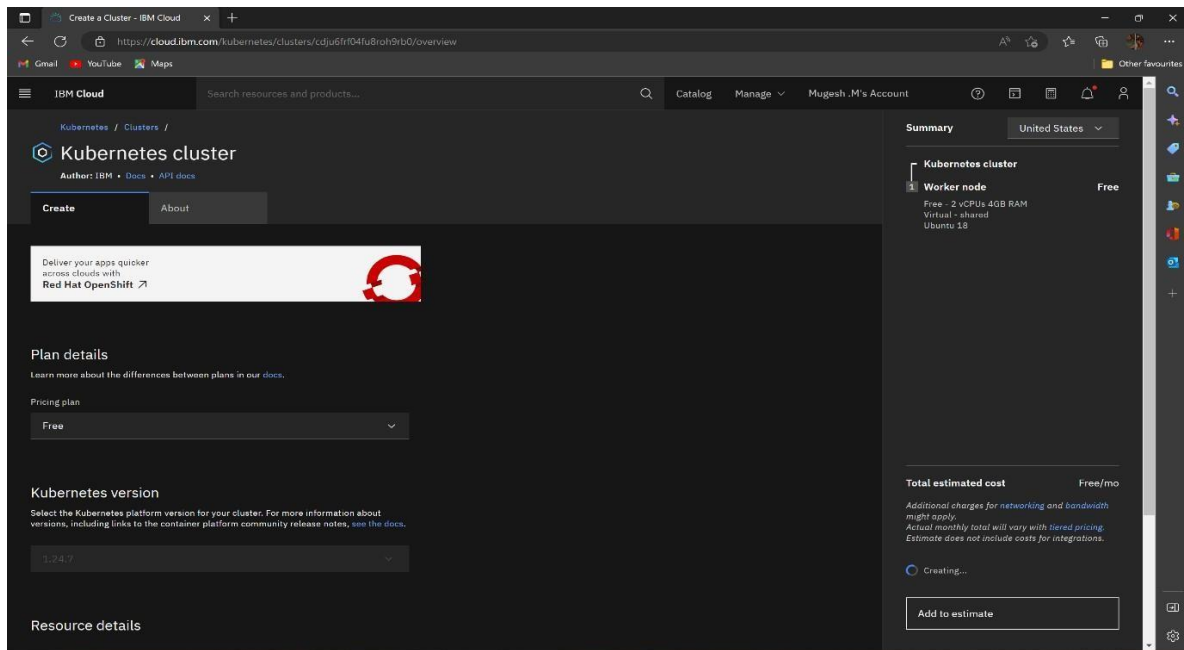 Create a Cluster - IBM Cloud
https://cloud.ibm.com/kubernetes/clusters/cdju6frf04fu8roh9rb0/overview
Gmail YouTube Maps Other favourites
IBM Cloud Search resources and products... Catalog Manage Mugesh .M's Account
Kubernetes / Clusters /
Kubernetes cluster
Author: IBM • Docs • API docs
Create About
Deliver your apps quicker
across clouds with
Red Hat OpenShift
Plan details
Learn more about the differences between plans in our docs.
Pricing plan
Free
Kubernetes version
Select the Kubernetes platform version for your cluster. For more information about
versions, including links to the container platform community release notes, see the docs.
1.24.7
Resource details
Summary United States
Kubernetes cluster
1 Worker node Free
Free - 2 vCPUs 4GB RAM
Virtual - shared
Ubuntu 18
Total estimated cost Free/mo
Additional charges for networking and bandwidth
might apply.
Actual monthly total will vary with tiered pricing.
Estimate does not include costs for integrations.
Creating...
Add to estimate